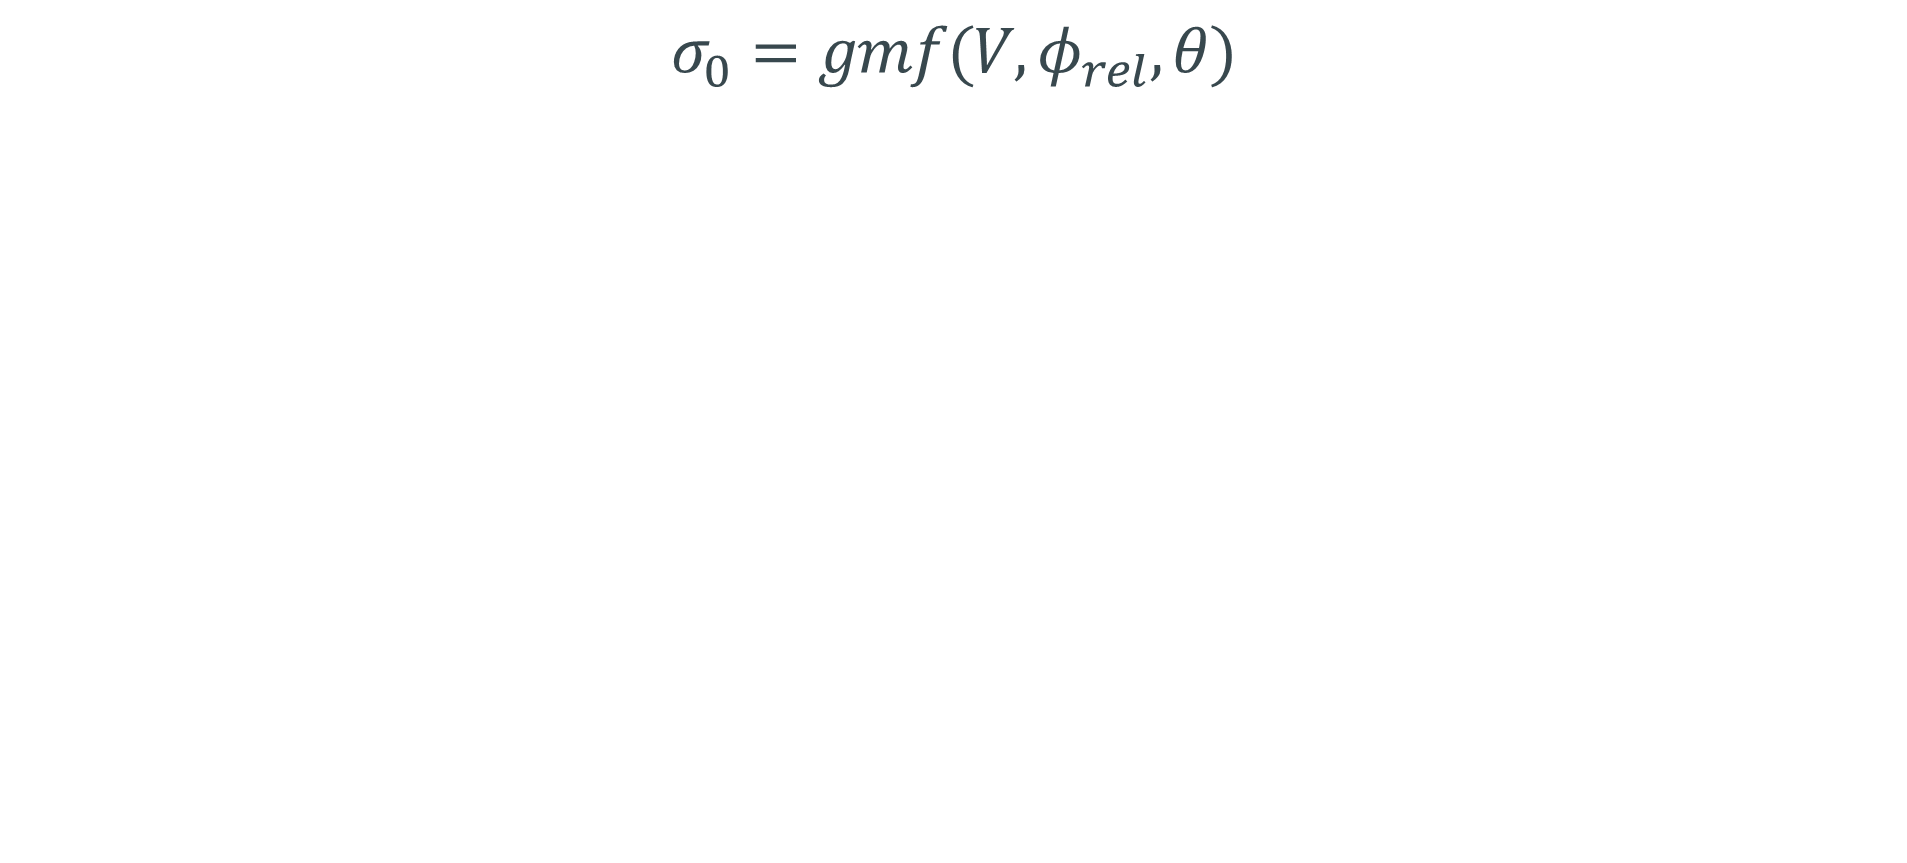 σ₀ = gmf(V, ϕ_rel, θ)